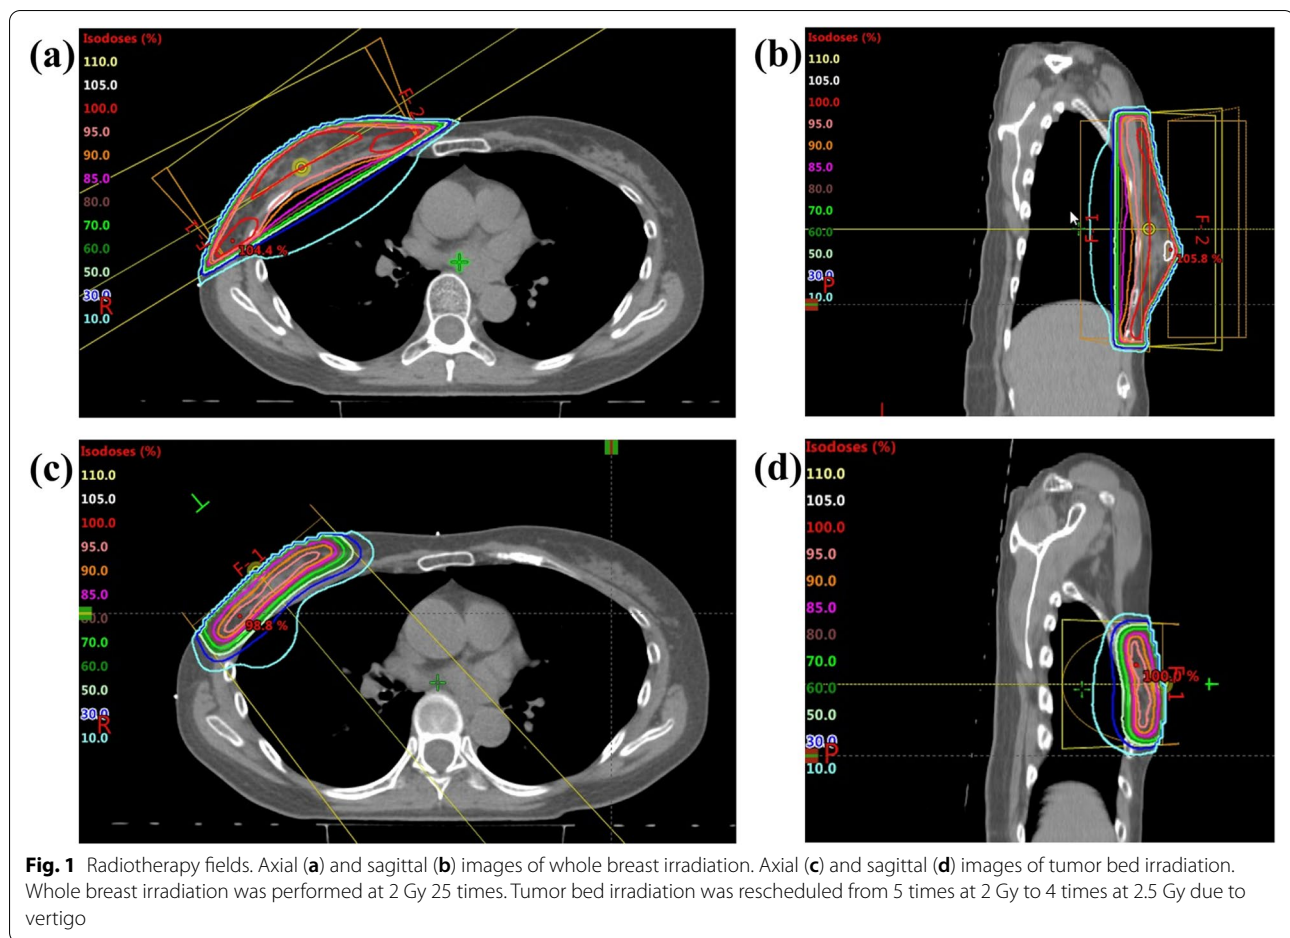 (a)
Isodoses (%)
110.0
105.0
100.0
95.0
90.0
85.0
80.0
70.0
60.0
50.0
30.0
10.0
R
F-2
104.4 %
(b)
Isodoses (%)
110.0
105.0
100.0
95.0
90.0
85.0
80.0
70.0
60.0
50.0
30.0
10.0
P
F-2
105.8 %
(c)
Isodoses (%)
110.0
105.0
100.0
95.0
90.0
85.0
80.0
70.0
60.0
50.0
30.0
10.0
R
F-1
98.8 %
(d)
Isodoses (%)
110.0
105.0
100.0
95.0
90.0
85.0
80.0
70.0
60.0
50.0
30.0
10.0
P
100.0 %
Fig. 1 Radiotherapy fields. Axial (a) and sagittal (b) images of whole breast irradiation. Axial (c) and sagittal (d) images of tumor bed irradiation.
Whole breast irradiation was performed at 2 Gy 25 times. Tumor bed irradiation was rescheduled from 5 times at 2 Gy to 4 times at 2.5 Gy due to
vertigo